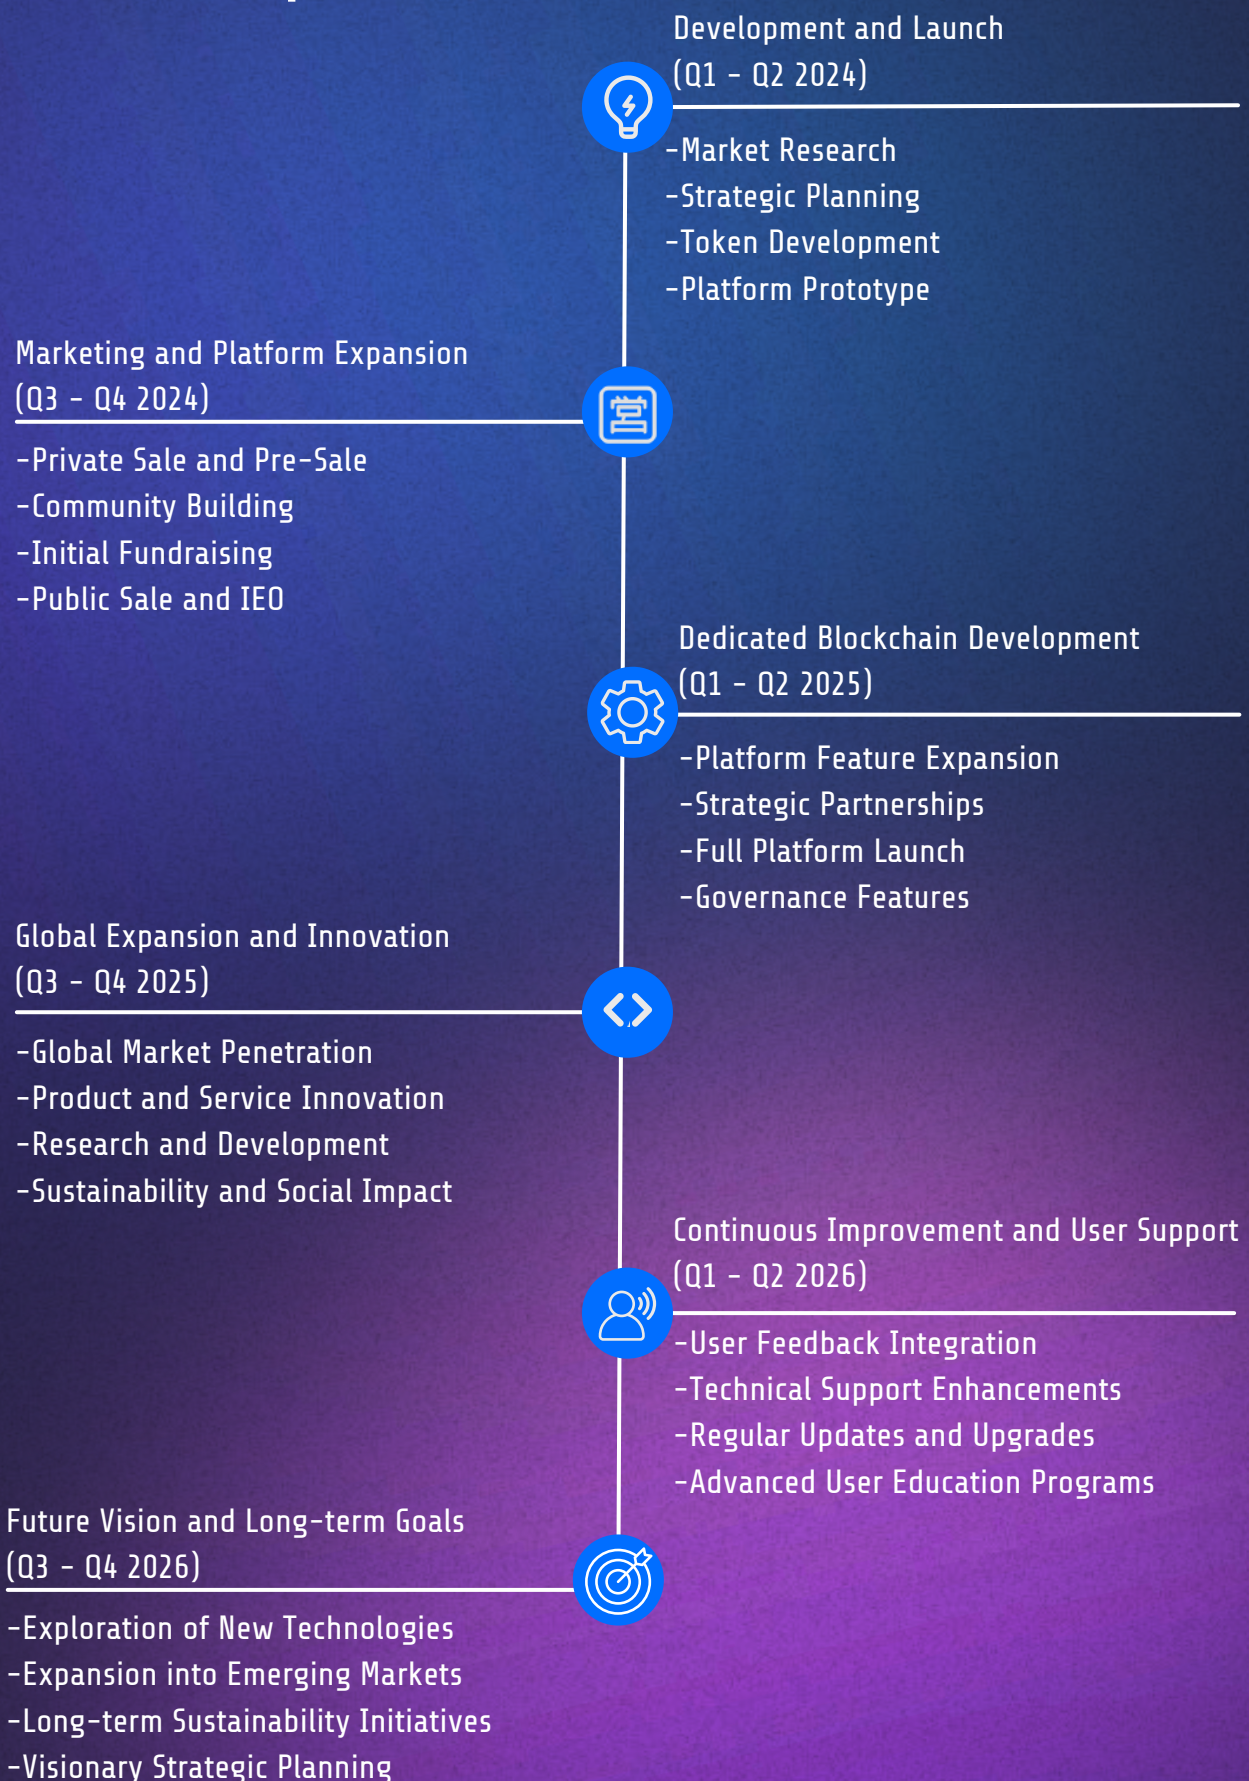 Development and Launch
(Q1 - Q2 2024)
-Market Research
-Strategic Planning
-Token Development
-Platform Prototype
Marketing and Platform Expansion
(Q3 - Q4 2024)
営
-Private Sale and Pre-Sale
-Community Building
-Initial Fundraising
-Public Sale and IEO
Dedicated Blockchain Development
(Q1 - Q2 2025)
-Platform Feature Expansion
-Strategic Partnerships
-Full Platform Launch
-Governance Features
Global Expansion and Innovation
(Q3 - Q4 2025)
-Global Market Penetration
-Product and Service Innovation
-Research and Development
-Sustainability and Social Impact
Continuous Improvement and User Support
(Q1 - Q2 2026)
-User Feedback Integration
-Technical Support Enhancements
-Regular Updates and Upgrades
-Advanced User Education Programs
Future Vision and Long-term Goals
(Q3 - Q4 2026)
-Exploration of New Technologies
-Expansion into Emerging Markets
-Long-term Sustainability Initiatives
-Visionary Strategic Planning